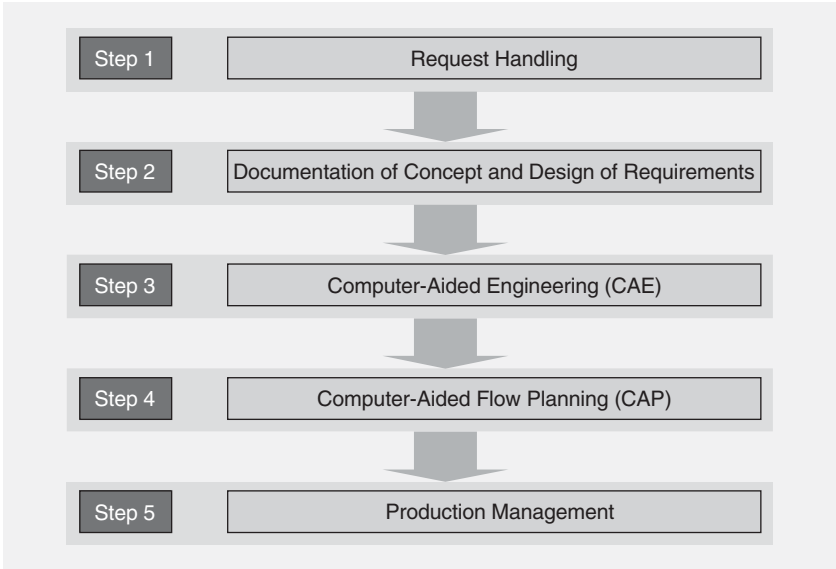 Step 1
Request Handling
Step 2
Documentation of Concept and Design of Requirements
Step 3
Computer-Aided Engineering (CAE)
Step 4
Computer-Aided Flow Planning (CAP)
Step 5
Production Management